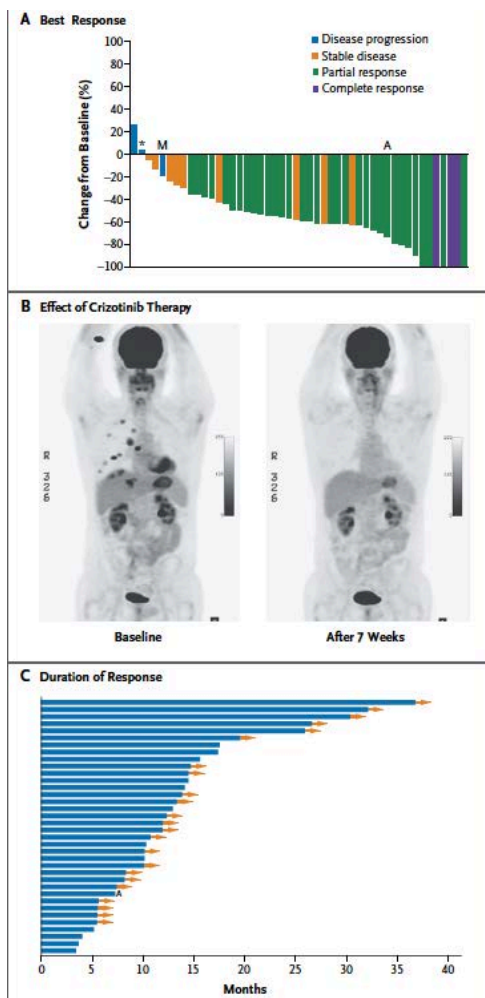 A Best Response
Change from Baseline (%)
100
80
60
40
20
0
−20
−40
−60
−80
−100
Disease progression
Stable disease
Partial response
Complete response
*
M
A
B Effect of Crizotinib Therapy
Baseline
After 7 Weeks
C Duration of Response
A
0 5 10 15 20 25 30 35 40
Months